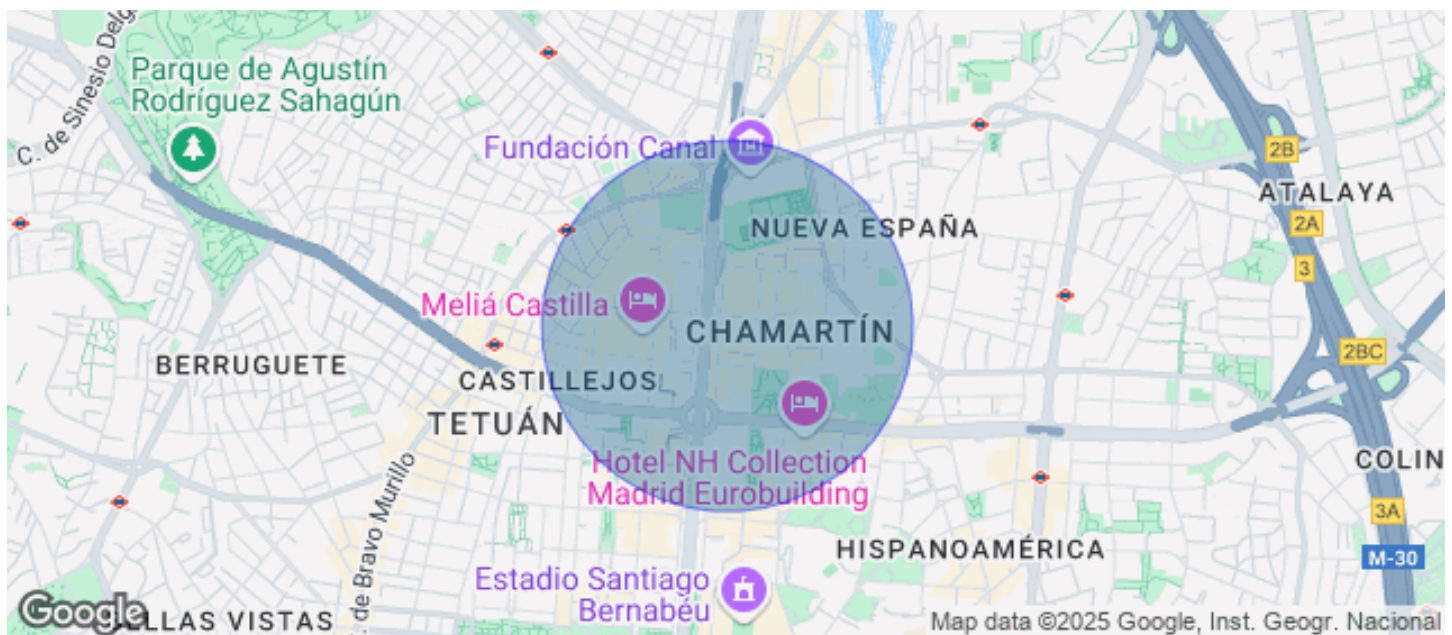 C. de Sinesio Delg
Parque de Agustín
Rodríguez Sahagún
Fundación Canal
2B
ATALAYA
2A
NUEVA ESPAÑA
3
Meliá Castilla
CHAMARTÍN
2BC
BERRUGUETE
CASTILLEJOS
TETUÁN
Hotel NH Collection
Madrid Eurobuilding
COLIN
3A
. de Bravo Murillo
HISPANOAMÉRICA
M-30
Estadio Santiago
Bernabéu
Google
LLAS VISTAS
Map data ©2025 Google, Inst. Geogr. Nacional